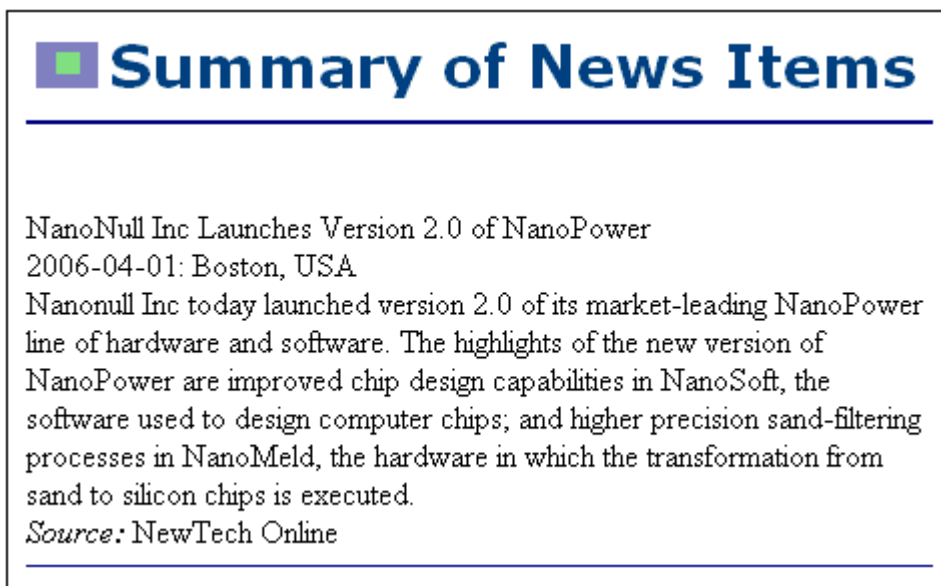 Summary of News Items
NanoNull Inc Launches Version 2.0 of NanoPower
2006-04-01: Boston, USA
Nanonull Inc today launched version 2.0 of its market-leading NanoPower
line of hardware and software. The highlights of the new version of
NanoPower are improved chip design capabilities in NanoSoft, the
software used to design computer chips; and higher precision sand-filtering
processes in NanoMeld, the hardware in which the transformation from
sand to silicon chips is executed.
Source: NewTech Online